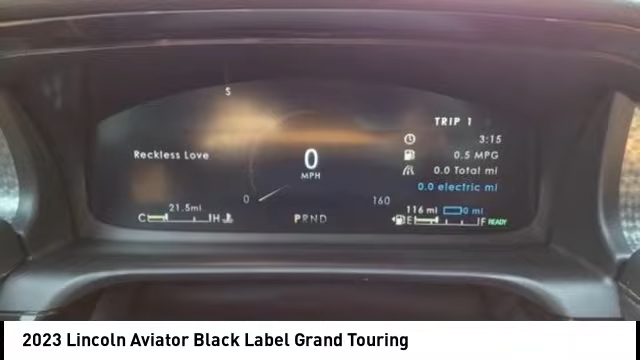 S
TRIP 1
3:15
Reckless Love
0
MPH
0.5 MPG
0.0 Total mi
0.0 electric mi
0
160
21.5mi
C H
PRND
116 mi 0 mi
E F READY
2023 Lincoln Aviator Black Label Grand Touring